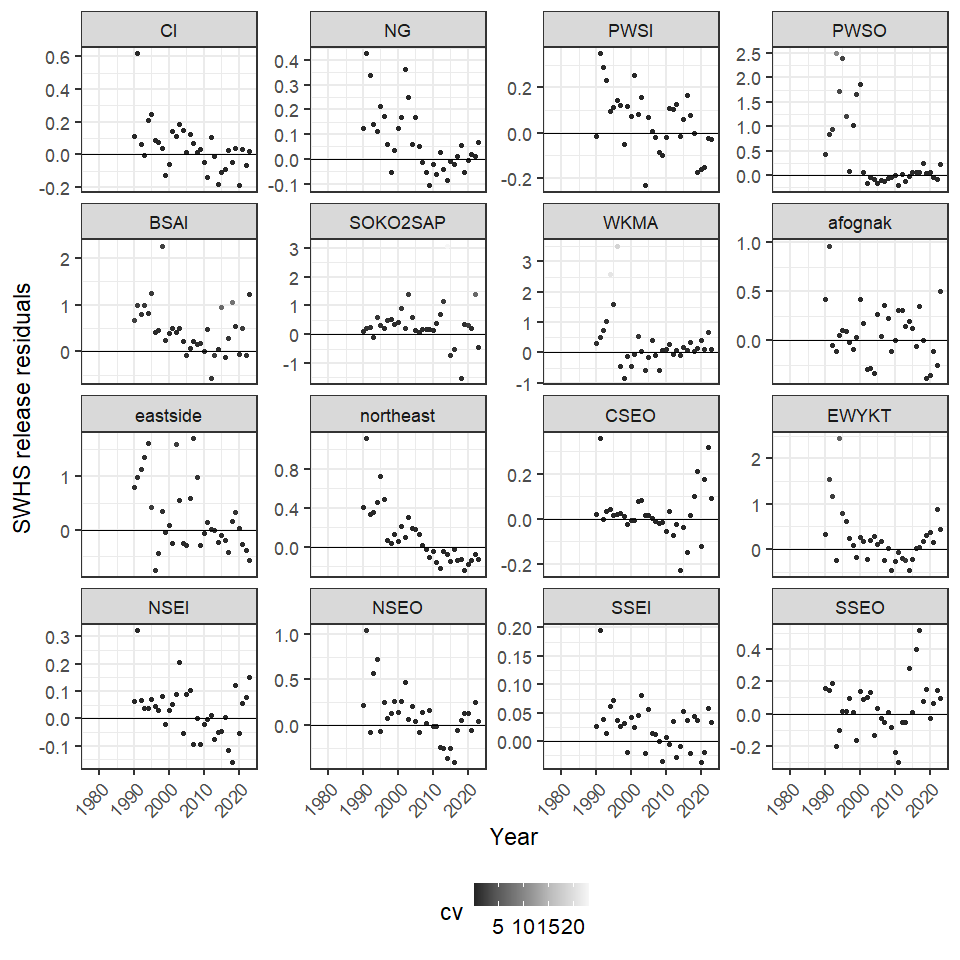 CI NG PWSI PWSO
0.6 0.4 0.2 0.0 -0.2
0.4 0.3 0.2 0.1 0.0 -0.1
0.2 0.0 -0.2
2.5 2.0 1.5 1.0 0.5 0.0
BSAI SOKO2SAP WKMA afognak
2 1 0
3 2 1 0 -1
3 2 1 0 -1
1.0 0.5 0.0
SWHS release residuals
eastside northeast CSEO EWYKT
1 0
0.8 0.4 0.0
0.2 0.0 -0.2
2 1 0
NSEI NSEO SSEI SSEO
0.3 0.2 0.1 0.0 -0.1
1.0 0.5 0.0
0.20 0.15 0.10 0.05 0.00
0.4 0.2 0.0 -0.2
1980 1990 2000 2010 2020 1980 1990 2000 2010 2020 1980 1990 2000 2010 2020 1980 1990 2000 2010 2020
Year
cv
5 10 15 20